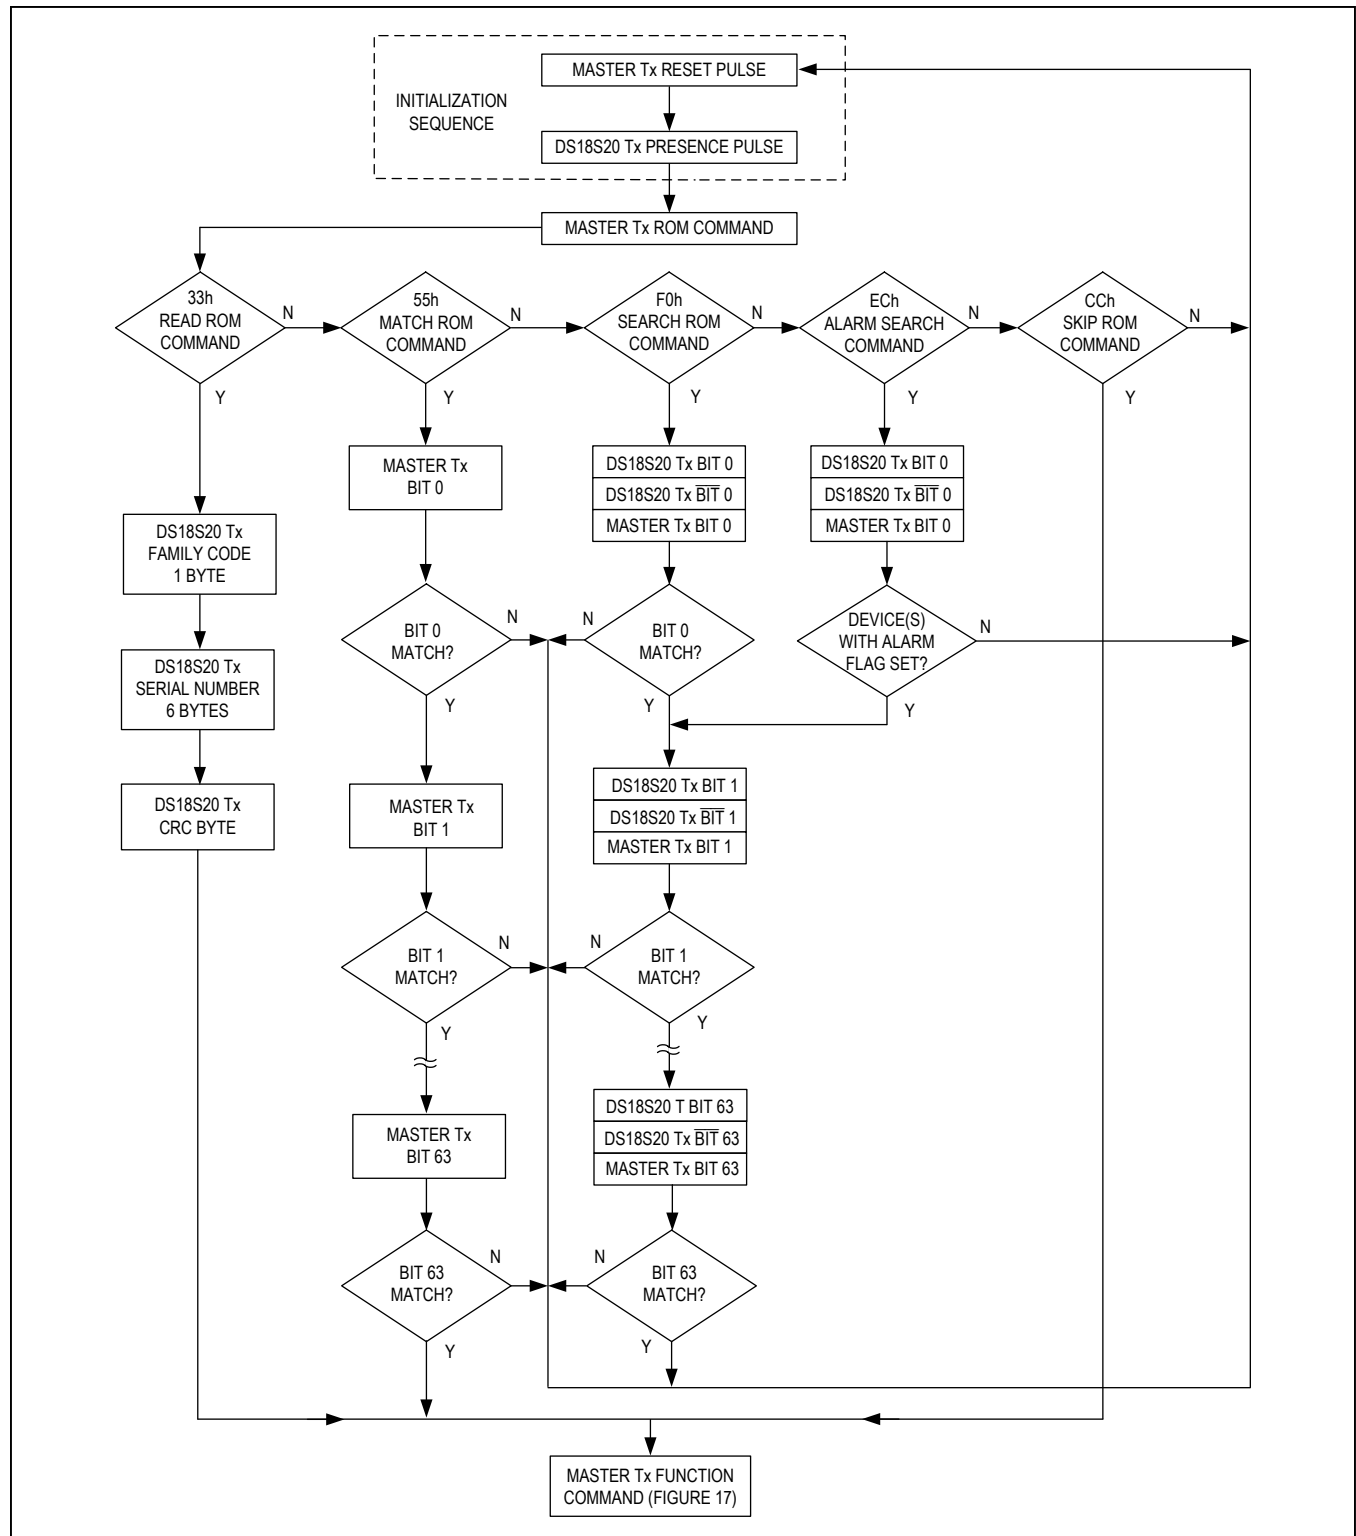 MASTER Tx RESET PULSE
INITIALIZATION
SEQUENCE
DS18S20 Tx PRESENCE PULSE
MASTER Tx ROM COMMAND
33h
READ ROM
COMMAND
N
Y
55h
MATCH ROM
COMMAND
N
Y
F0h
SEARCH ROM
COMMAND
N
Y
ECh
ALARM SEARCH
COMMAND
N
Y
CCh
SKIP ROM
COMMAND
N
Y
DS18S20 Tx
FAMILY CODE
1 BYTE
DS18S20 Tx
SERIAL NUMBER
6 BYTES
DS18S20 Tx
CRC BYTE
MASTER Tx
BIT 0
BIT 0
MATCH?
N
Y
MASTER Tx
BIT 1
BIT 1
MATCH?
N
Y
MASTER Tx
BIT 63
BIT 63
MATCH?
N
Y
DS18S20 Tx BIT 0
DS18S20 Tx B̅I̅T̅ 0
MASTER Tx BIT 0
BIT 0
MATCH?
N
Y
DS18S20 Tx BIT 1
DS18S20 Tx B̅I̅T̅ 1
MASTER Tx BIT 1
BIT 1
MATCH?
N
Y
DS18S20 T BIT 63
DS18S20 Tx B̅I̅T̅ 63
MASTER Tx BIT 63
BIT 63
MATCH?
N
Y
DS18S20 Tx BIT 0
DS18S20 Tx B̅I̅T̅ 0
MASTER Tx BIT 0
DEVICE(S)
WITH ALARM
FLAG SET?
N
Y
MASTER Tx FUNCTION
COMMAND (FIGURE 17)